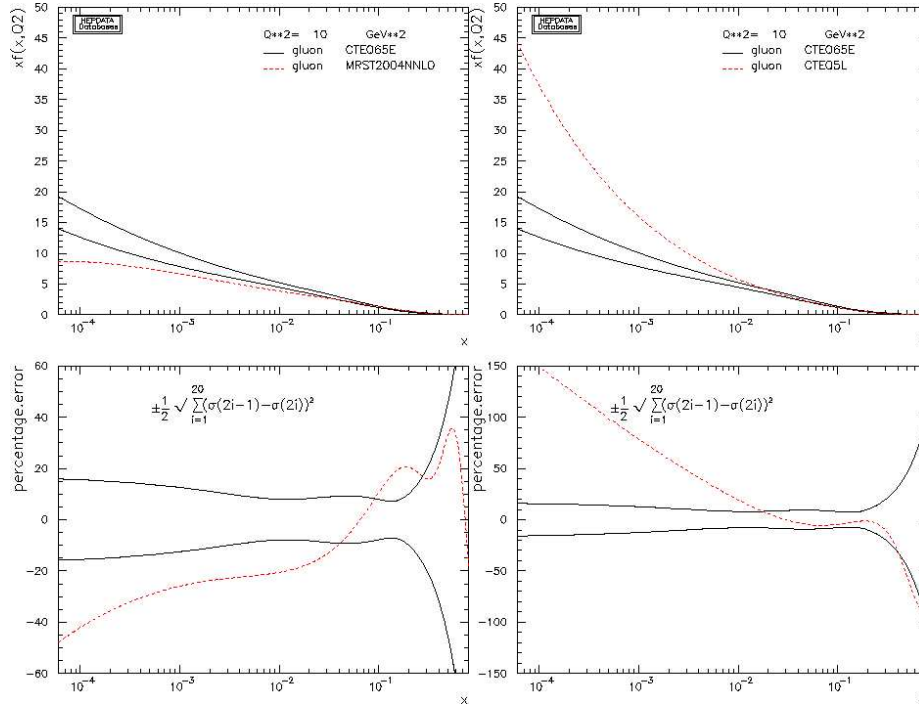 HEPDATA
Databases
Q**2= 10 GeV**2
gluon CTEQ65E
gluon MRST2004NNLO
xf(x,Q2)
50
45
40
35
30
25
20
15
10
5
0
10⁻⁴ 10⁻³ 10⁻² 10⁻¹
x
HEPDATA
Databases
Q**2= 10 GeV**2
gluon CTEQ65E
gluon CTEQ5L
xf(x,Q2)
50
45
40
35
30
25
20
15
10
5
0
10⁻⁴ 10⁻³ 10⁻² 10⁻¹
x
percentage.error
±½ √ 20 Σ i=1 (σ(2i−1)−σ(2i))²
60
40
20
0
−20
−40
−60
10⁻⁴ 10⁻³ 10⁻² 10⁻¹
x
percentage.error
±½ √ 20 Σ i=1 (σ(2i−1)−σ(2i))²
150
100
50
0
−50
−100
−150
10⁻⁴ 10⁻³ 10⁻² 10⁻¹
x